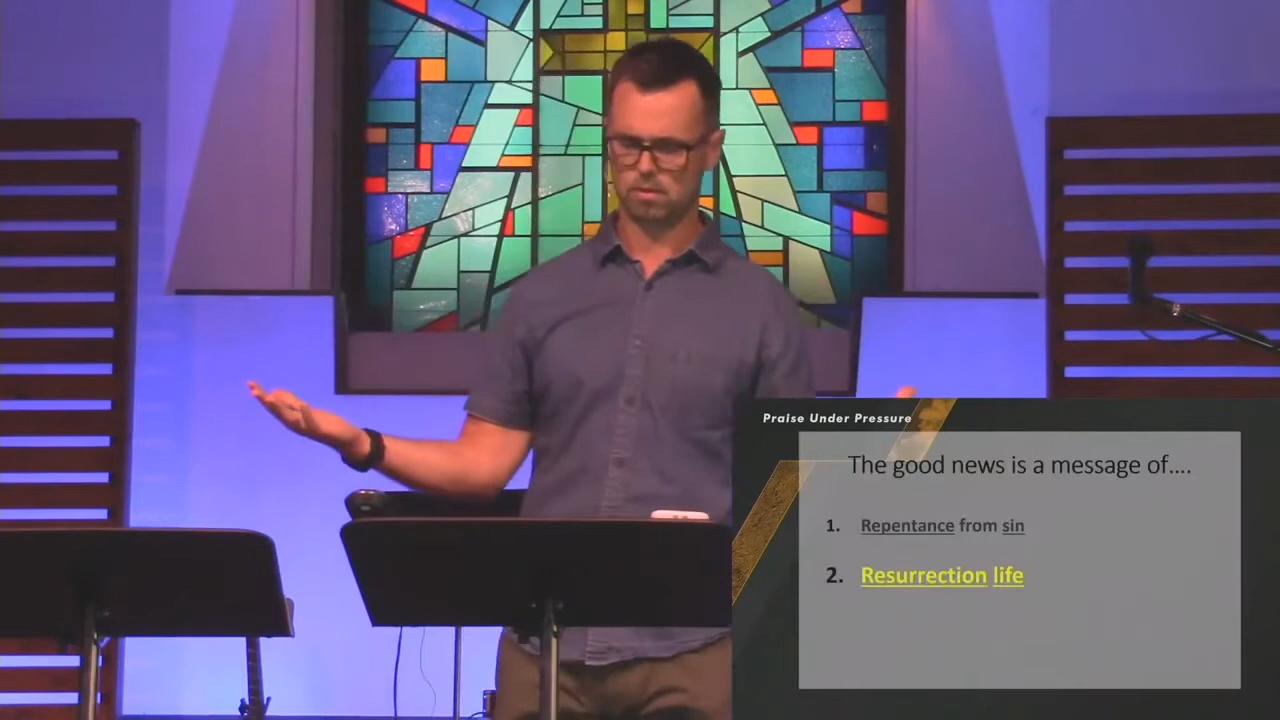 Praise Under Pressure
The good news is a message of....
1. Repentance from sin
2. Resurrection life